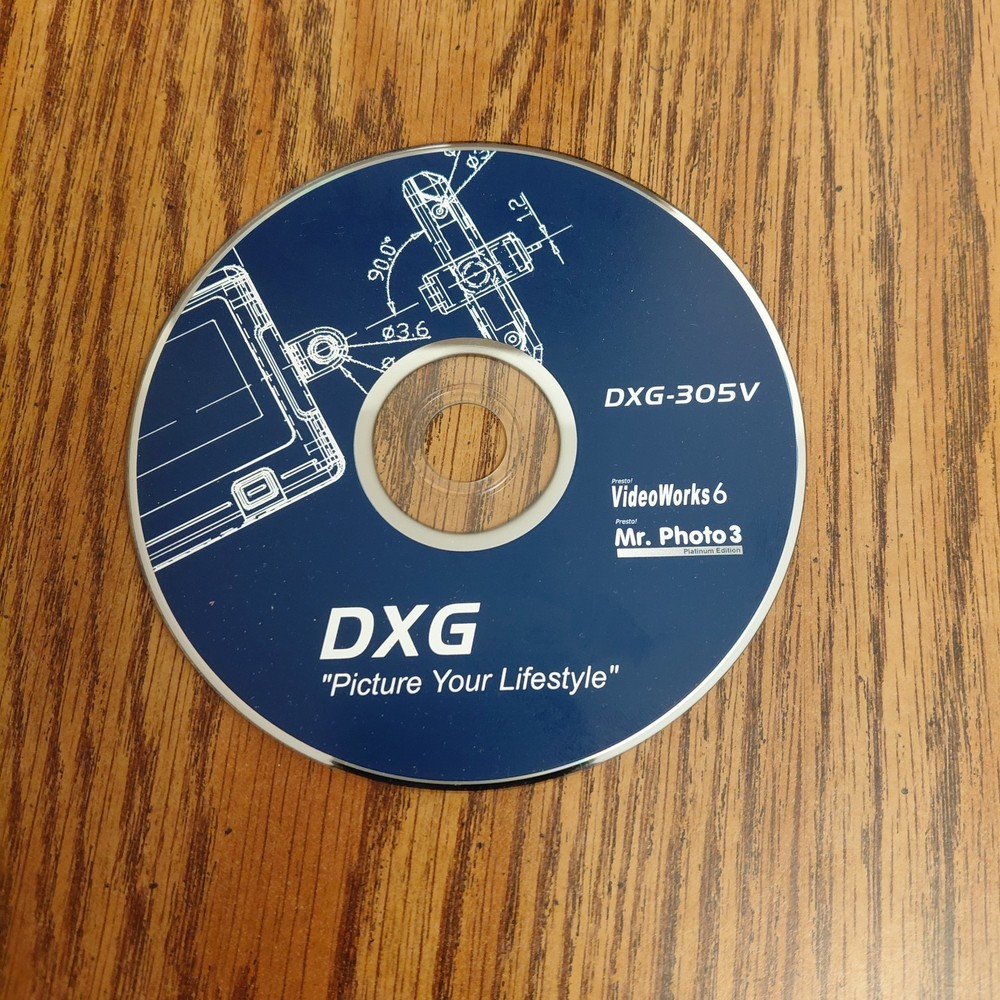 90.0°
1.2
ø3.6
DXG-305V
Presto!
VideoWorks 6
Presto!
Mr. Photo 3
Platinum Edition
DXG
"Picture Your Lifestyle"